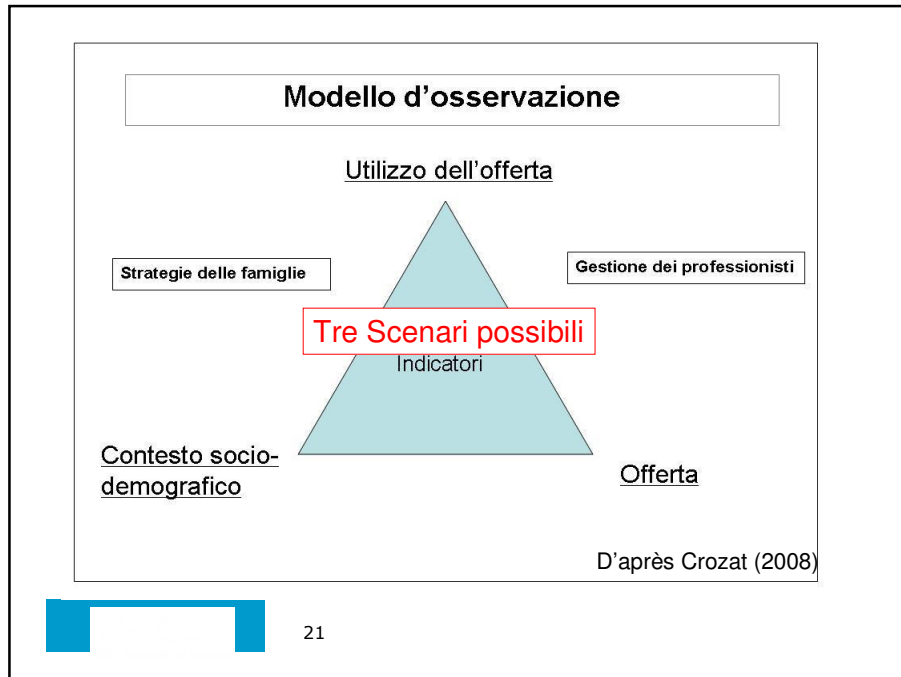 Modello d'osservazione
Utilizzo dell'offerta
Strategie delle famiglie
Gestione dei professionisti
Tre Scenari possibili
Indicatori
Contesto socio-
demografico
Offerta
D'après Crozat (2008)
21